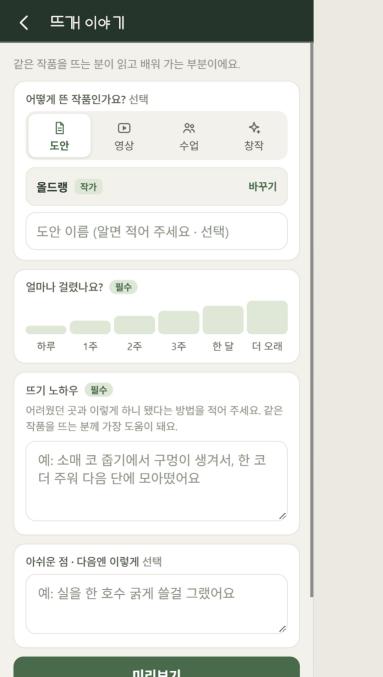 뜨개 이야기
같은 작품을 뜨는 분이 읽고 배워 가는 부분이에요.
어떻게 뜬 작품인가요? 선택
도안 영상 수업 창작
올드랭 작가 바꾸기
도안 이름 (알면 적어 주세요 · 선택)
얼마나 걸렸나요? 필수
하루 1주 2주 3주 한 달 더 오래
뜨기 노하우 필수
어려웠던 곳과 이렇게 하니 됐다는 방법을 적어 주세요. 같은
작품을 뜨는 분께 가장 도움이 돼요.
예: 소매 코 줍기에서 구멍이 생겨서, 한 코
더 주워 다음 단에 모아떴어요
아쉬운 점 · 다음엔 이렇게 선택
예: 실을 한 호수 굵게 쓸걸 그랬어요
미리보기